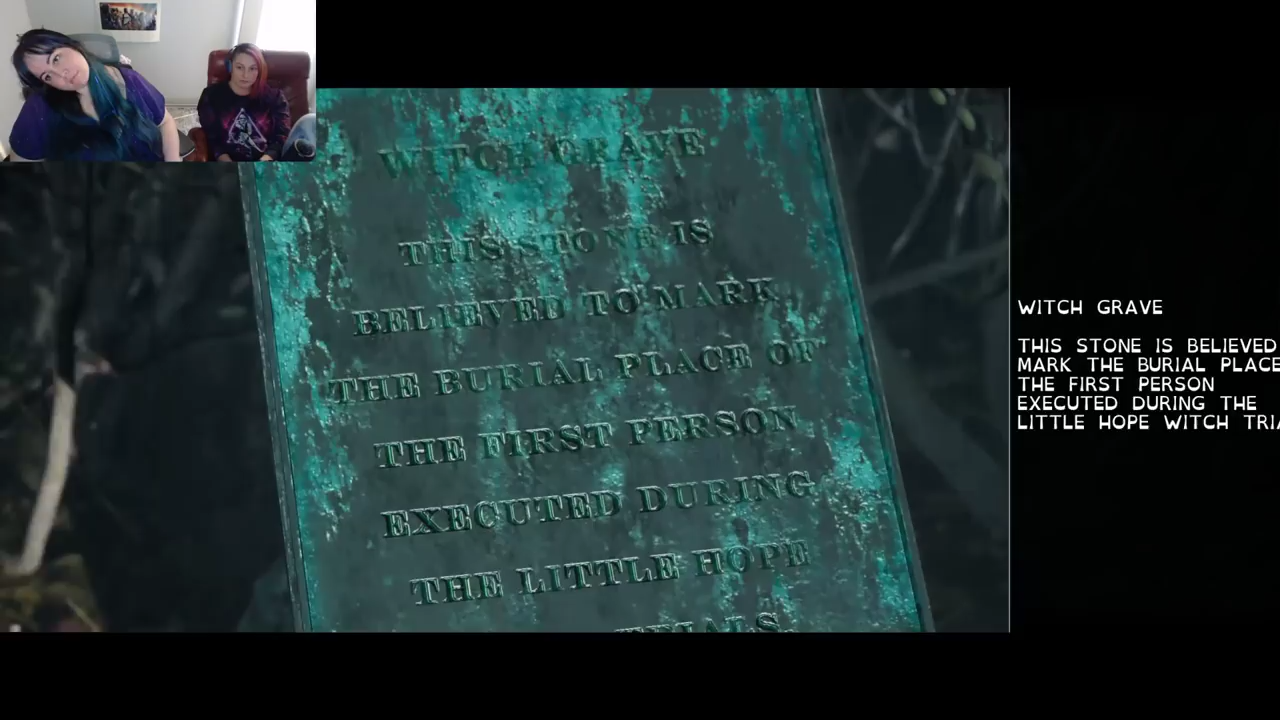 WITCH GRAVE
THIS STONE IS
BELIEVED TO MARK
THE BURIAL PLACE OF
THE FIRST PERSON
EXECUTED DURING
THE LITTLE HOPE
TRIALS.
WITCH GRAVE
THIS STONE IS BELIEVED
MARK THE BURIAL PLACE
THE FIRST PERSON
EXECUTED DURING THE
LITTLE HOPE WITCH TRIA